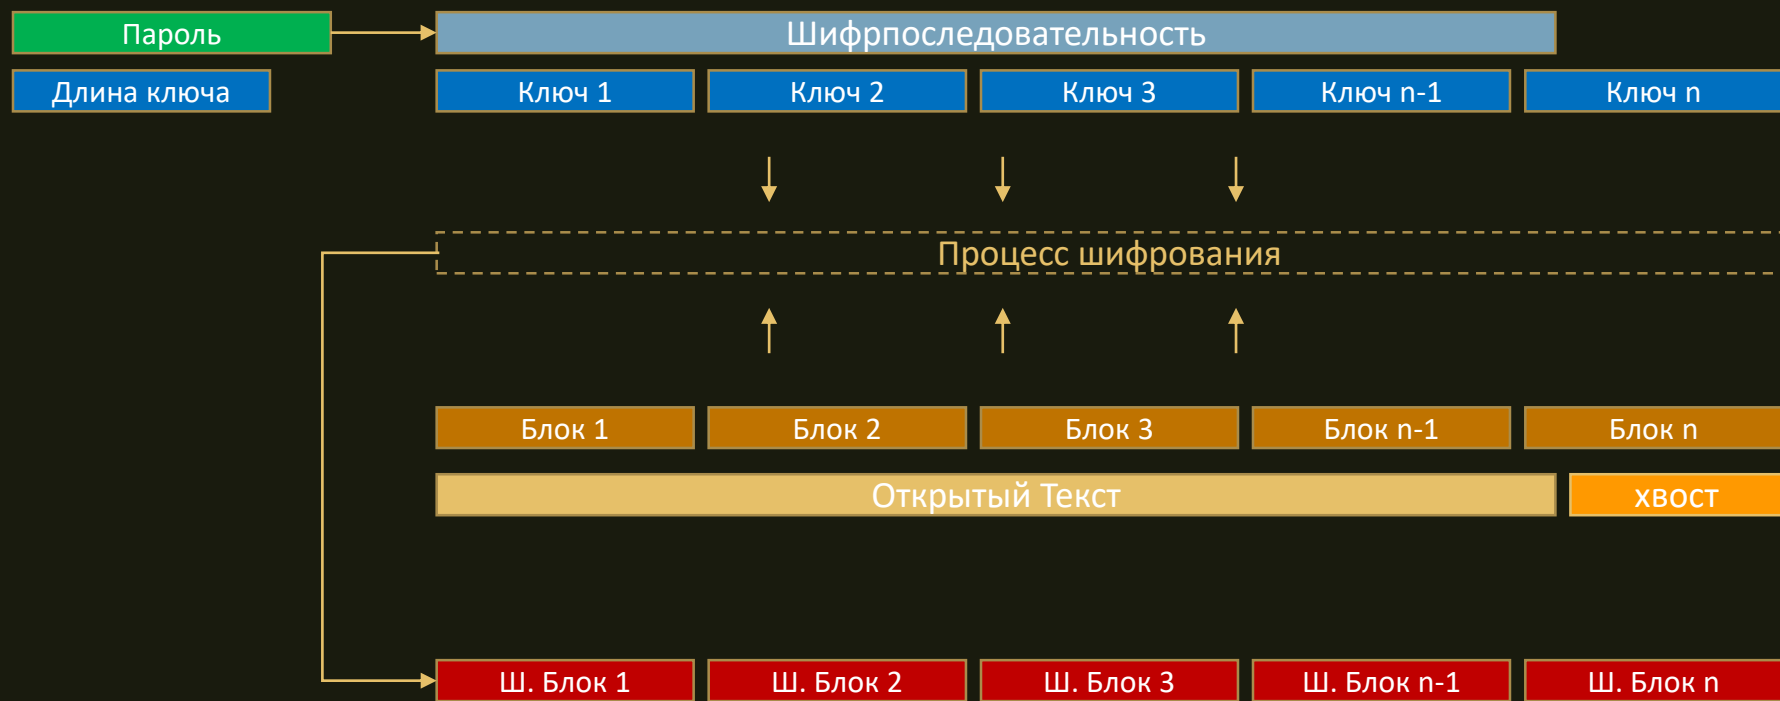 Пароль
Шифрпоследовательность
Длина ключа
Ключ 1
Ключ 2
Ключ 3
Ключ n-1
Ключ n
Процесс шифрования
Блок 1
Блок 2
Блок 3
Блок n-1
Блок n
Открытый Текст
хвост
Ш. Блок 1
Ш. Блок 2
Ш. Блок 3
Ш. Блок n-1
Ш. Блок n